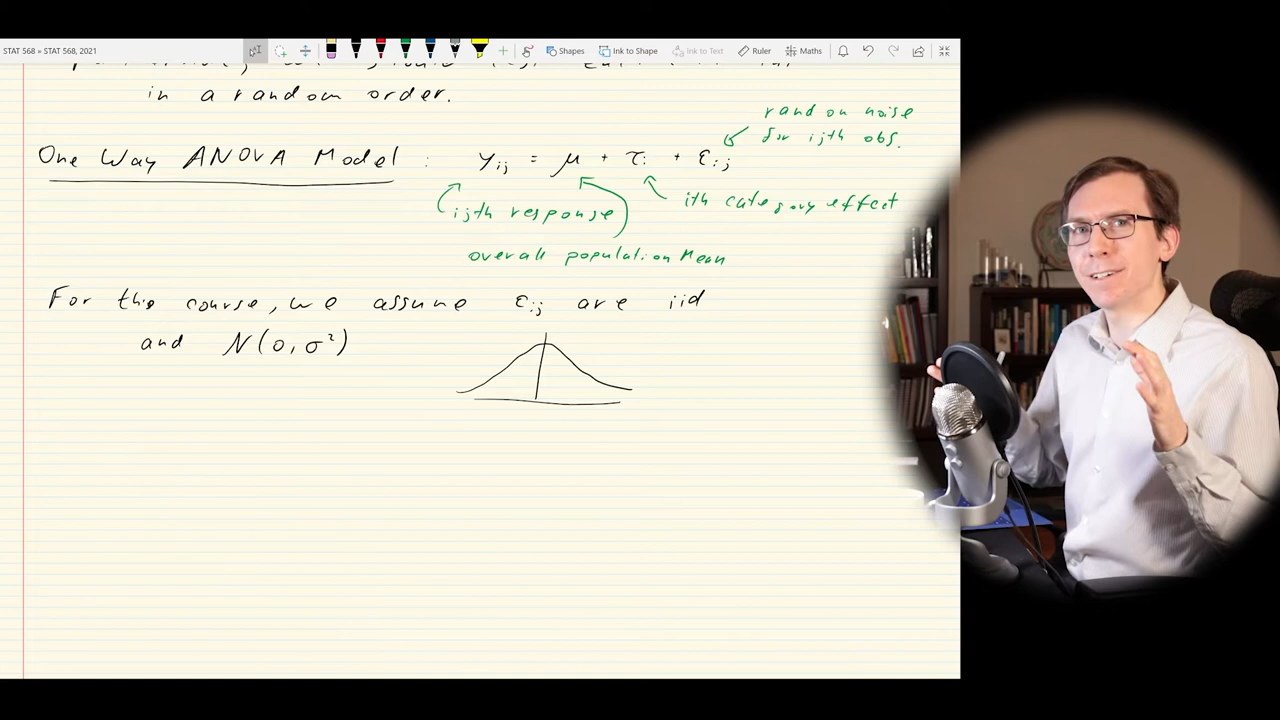 STAT 568 » STAT 568, 2021
Shapes Ink to Shape Ink to Text Ruler Maths
in a random order.
random noise
for ijth obs.
One Way ANOVA Model : yij = μ + τi + εij
ith category effect
ijth response
overall population Mean
For this course, we assume εij are iid
and N(0, σ²)